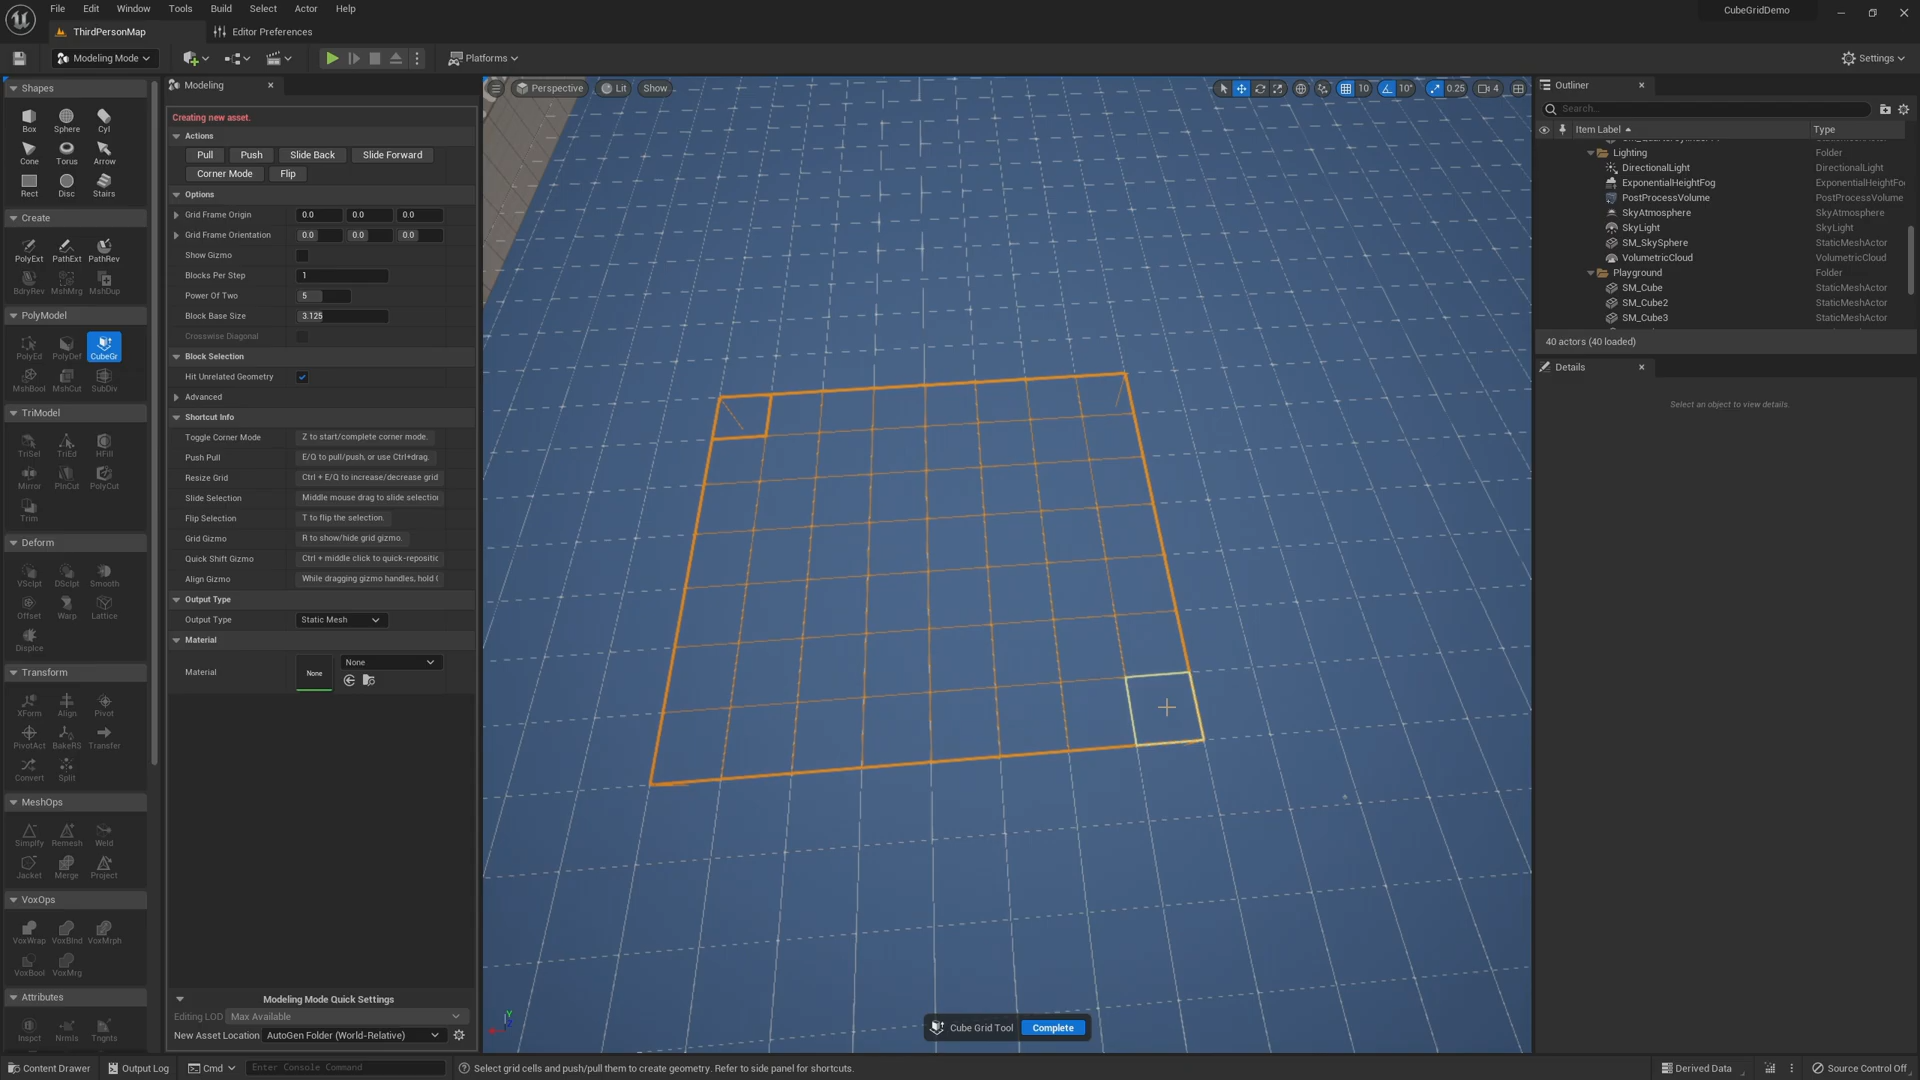 File Edit Window Tools Build Select Actor Help
CubeGridDemo
ThirdPersonMap
Editor Preferences
Modeling Mode
Platforms
Settings
Shapes
Box Sphere Cyl
Cone Torus Arrow
Rect Disc Stairs
Create
PolyExt PathExt PathRev
BdryRev MshMrg MshDup
PolyModel
PolyEd PolyDef CubeGr
MshBool MshCut SubDiv
TriModel
TriSel TriEd HFill
Mirror PlnCut PolyCut
Trim
Deform
VSclpt DSclpt Smooth
Offset Warp Lattice
Displce
Transform
XForm Align Pivot
PivotAct BakeRS Transfer
Convert Split
MeshOps
Simplfy Remesh Weld
Jacket Merge Project
VoxOps
VoxWrap VoxBlnd VoxMrph
VoxBool VoxMrg
Attributes
Inspct Nrmls Tngnts
Modeling
Creating new asset.
Actions
Pull Push Slide Back Slide Forward
Corner Mode Flip
Options
Grid Frame Origin 0.0 0.0 0.0
Grid Frame Orientation 0.0 0.0 0.0
Show Gizmo
Blocks Per Step 1
Power Of Two 5
Block Base Size 3.125
Crosswise Diagonal
Block Selection
Hit Unrelated Geometry
Advanced
Shortcut Info
Toggle Corner Mode Z to start/complete corner mode.
Push Pull E/Q to pull/push, or use Ctrl+drag.
Resize Grid Ctrl + E/Q to increase/decrease grid
Slide Selection Middle mouse drag to slide selectio
Flip Selection T to flip the selection.
Grid Gizmo R to show/hide grid gizmo.
Quick Shift Gizmo Ctrl + middle click to quick-repositic
Align Gizmo While dragging gizmo handles, hold
Output Type
Output Type Static Mesh
Material
Material None None
Modeling Mode Quick Settings
Editing LOD Max Available
New Asset Location AutoGen Folder (World-Relative)
Perspective Lit Show
10 10° 0.25 4
Cube Grid Tool Complete
Outliner
Search...
Item Label Type
Lighting Folder
DirectionalLight DirectionalLight
ExponentialHeightFog ExponentialHeightFo
PostProcessVolume PostProcessVolume
SkyAtmosphere SkyAtmosphere
SkyLight SkyLight
SM_SkySphere StaticMeshActor
VolumetricCloud VolumetricCloud
Playground Folder
SM_Cube StaticMeshActor
SM_Cube2 StaticMeshActor
SM_Cube3 StaticMeshActor
40 actors (40 loaded)
Details
Select an object to view details.
Content Drawer Output Log Cmd Enter Console Command Select grid cells and push/pull them to create geometry. Refer to side panel for shortcuts. Derived Data Source Control Off